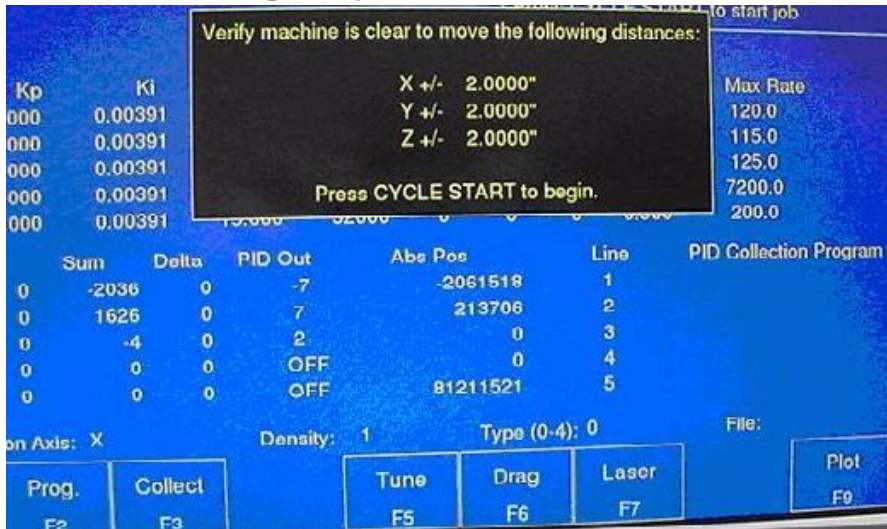 to start job
Verify machine is clear to move the following distances:
X +/- 2.0000"
Y +/- 2.0000"
Z +/- 2.0000"
Press CYCLE START to begin.
Kp Ki Max Rate
000 0.00391 120.0
000 0.00391 115.0
000 0.00391 125.0
000 0.00391 7200.0
000 0.00391 200.0
Sum Delta PID Out Abs Pos Line PID Collection Program
0 -2036 0 -7 -2061518 1
0 1626 0 7 213706 2
0 -4 0 2 0 3
0 0 0 OFF 0 4
0 0 0 OFF 81211521 5
on Axis: X Density: 1 Type (0-4): 0 File:
Prog. Collect Tune Drag Laser Plot
F2 F3 F5 F6 F7 F9